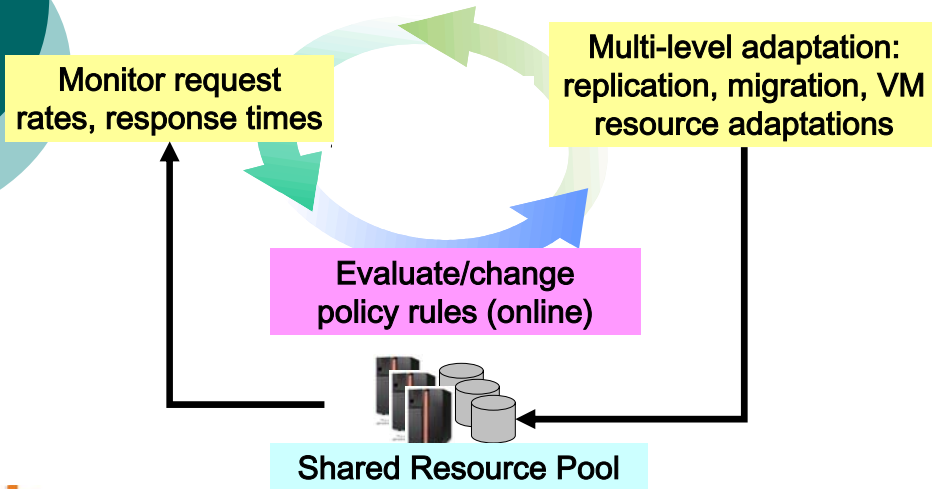 Monitor request
rates, response times
Multi-level adaptation:
replication, migration, VM
resource adaptations
Evaluate/change
policy rules (online)
Shared Resource Pool